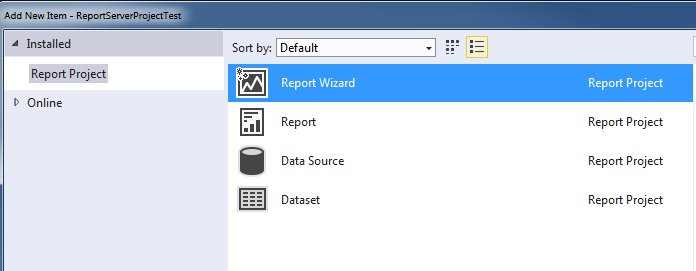 Add New Item - ReportServerProjectTest
Installed
Sort by: Default
Report Project
Report Wizard Report Project
Online
Report Report Project
Data Source Report Project
Dataset Report Project